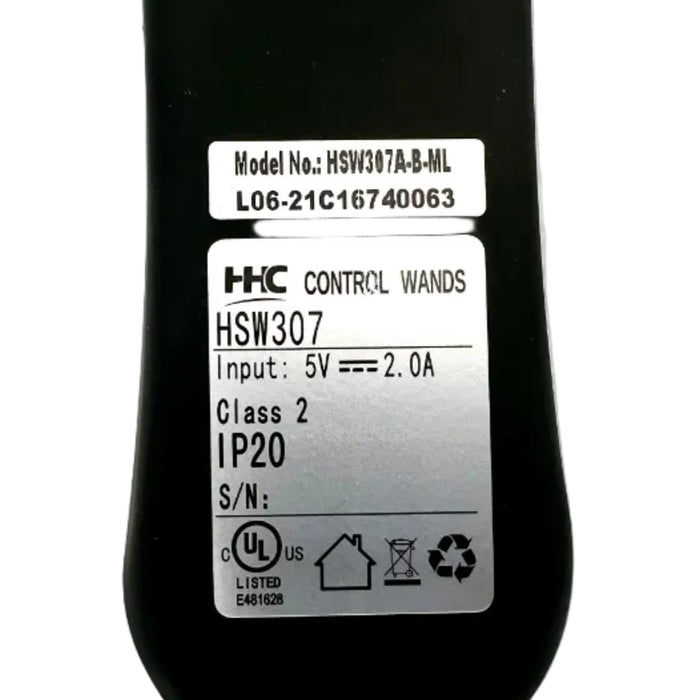 Model No.: HSW307A-B-ML
L06-21C16740063
HHC CONTROL WANDS
HSW307
Input: 5V ⎓ 2.0A
Class 2
IP20
S/N:
C UL US
LISTED
E481628